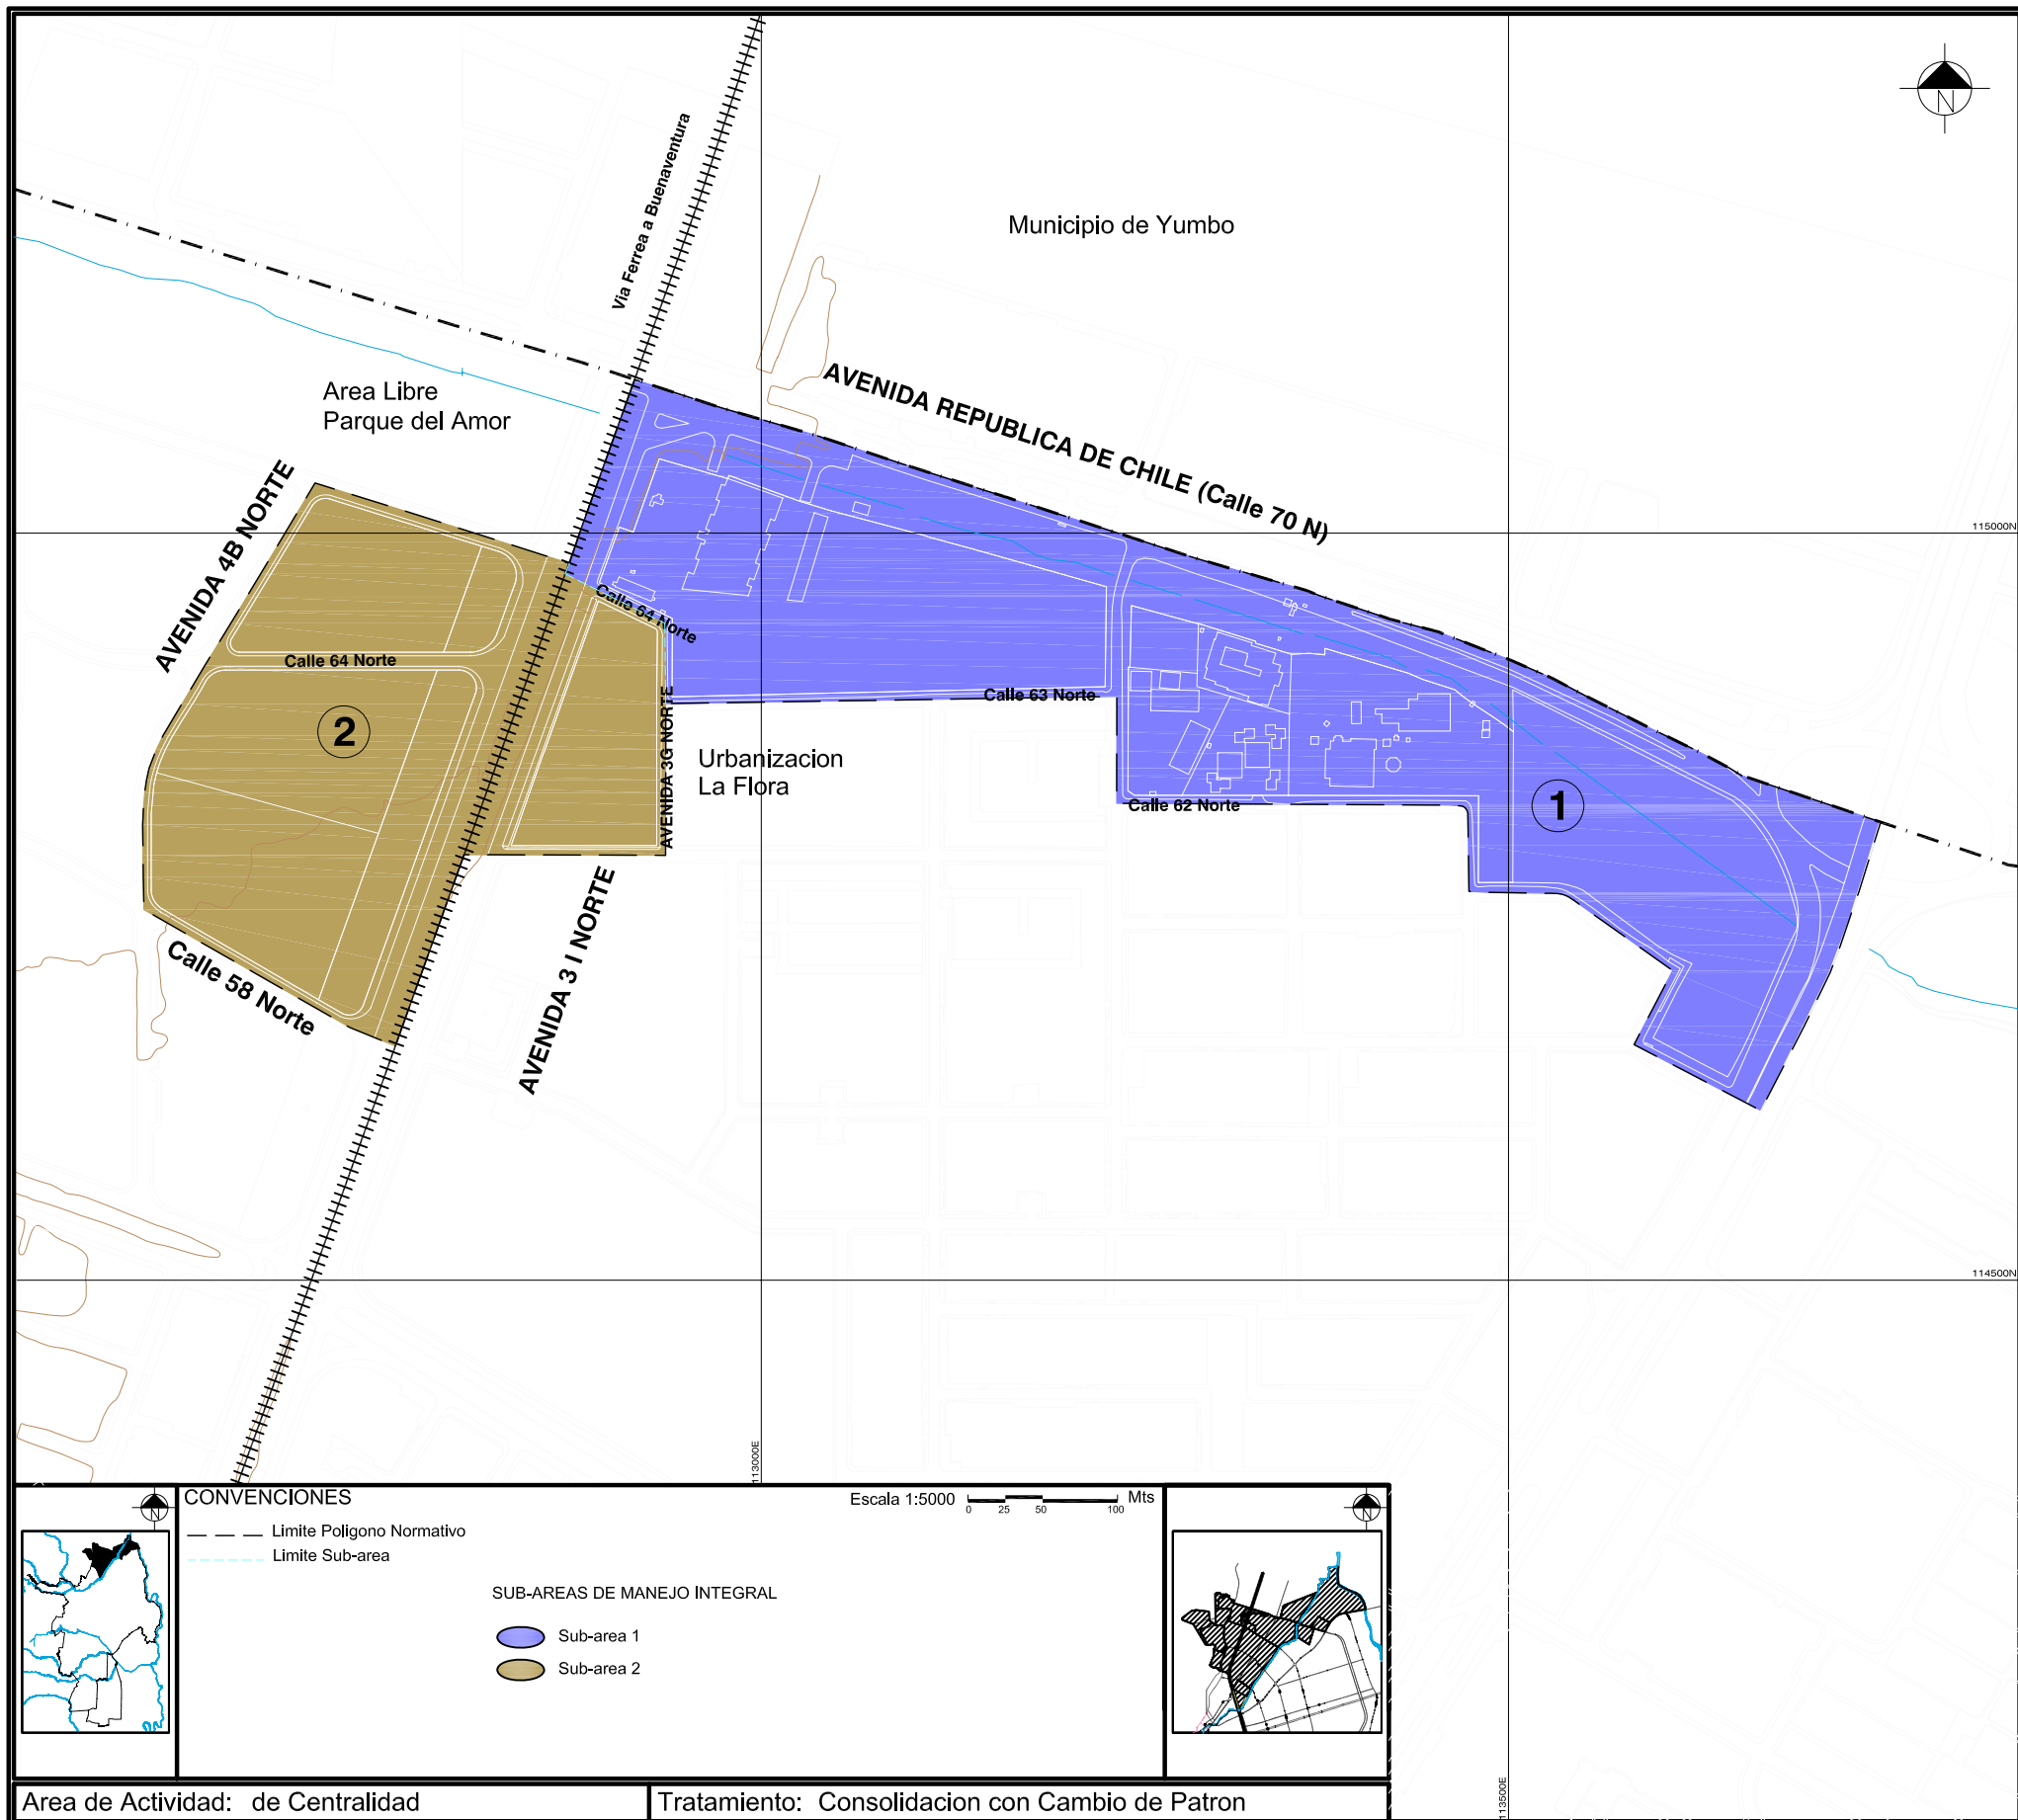 N
Via Ferrea a Buenaventura
Municipio de Yumbo
Area Libre
Parque del Amor
AVENIDA REPUBLICA DE CHILE (Calle 70 N)
AVENIDA 4B NORTE
115000N
Calle 64 Norte
Calle 64 Norte
Calle 63 Norte
2
AVENIDA 3G NORTE
Urbanizacion
La Flora
Calle 62 Norte
1
Calle 58 Norte
AVENIDA 3 I NORTE
114500N
113000E
113500E
N
CONVENCIONES
Limite Poligono Normativo
Limite Sub-area
Escala 1:5000
0 25 50 100
Mts
SUB-AREAS DE MANEJO INTEGRAL
Sub-area 1
Sub-area 2
N
Area de Actividad: de Centralidad
Tratamiento: Consolidacion con Cambio de Patron